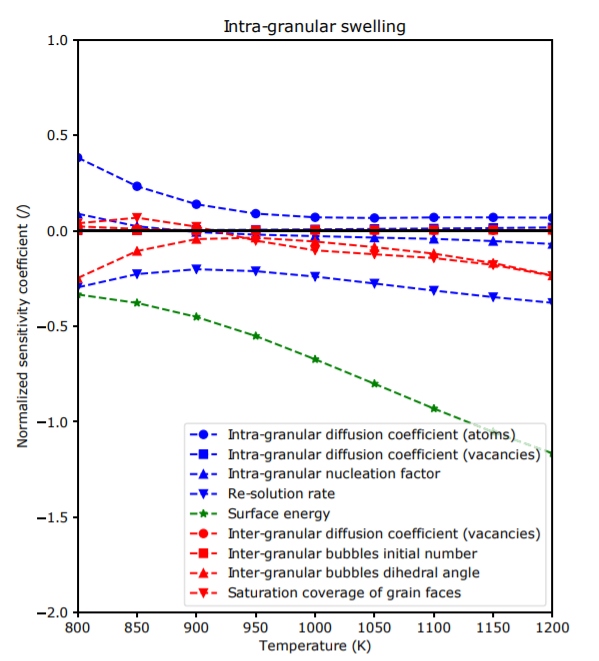 Intra-granular swelling
1.0
0.5
0.0
−0.5
−1.0
−1.5
−2.0
Normalized sensitivity coefficient (/)
Intra-granular diffusion coefficient (atoms)
Intra-granular diffusion coefficient (vacancies)
Intra-granular nucleation factor
Re-solution rate
Surface energy
Inter-granular diffusion coefficient (vacancies)
Inter-granular bubbles initial number
Inter-granular bubbles dihedral angle
Saturation coverage of grain faces
800 850 900 950 1000 1050 1100 1150 1200
Temperature (K)